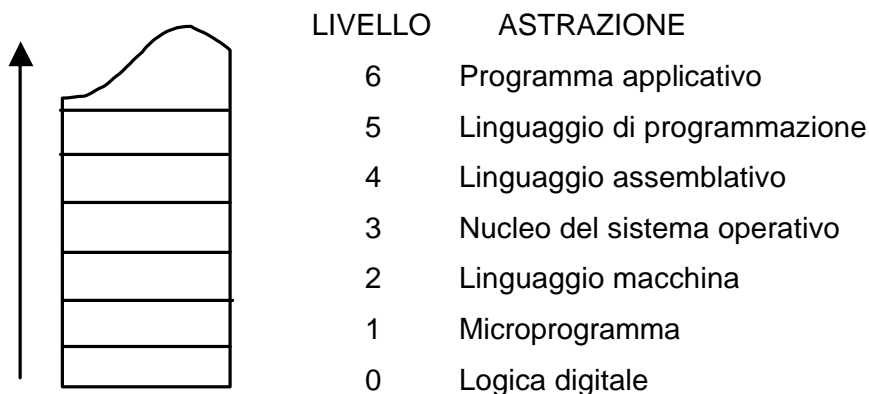 LIVELLO ASTRAZIONE
6 Programma applicativo
5 Linguaggio di programmazione
4 Linguaggio assemblativo
3 Nucleo del sistema operativo
2 Linguaggio macchina
1 Microprogramma
0 Logica digitale